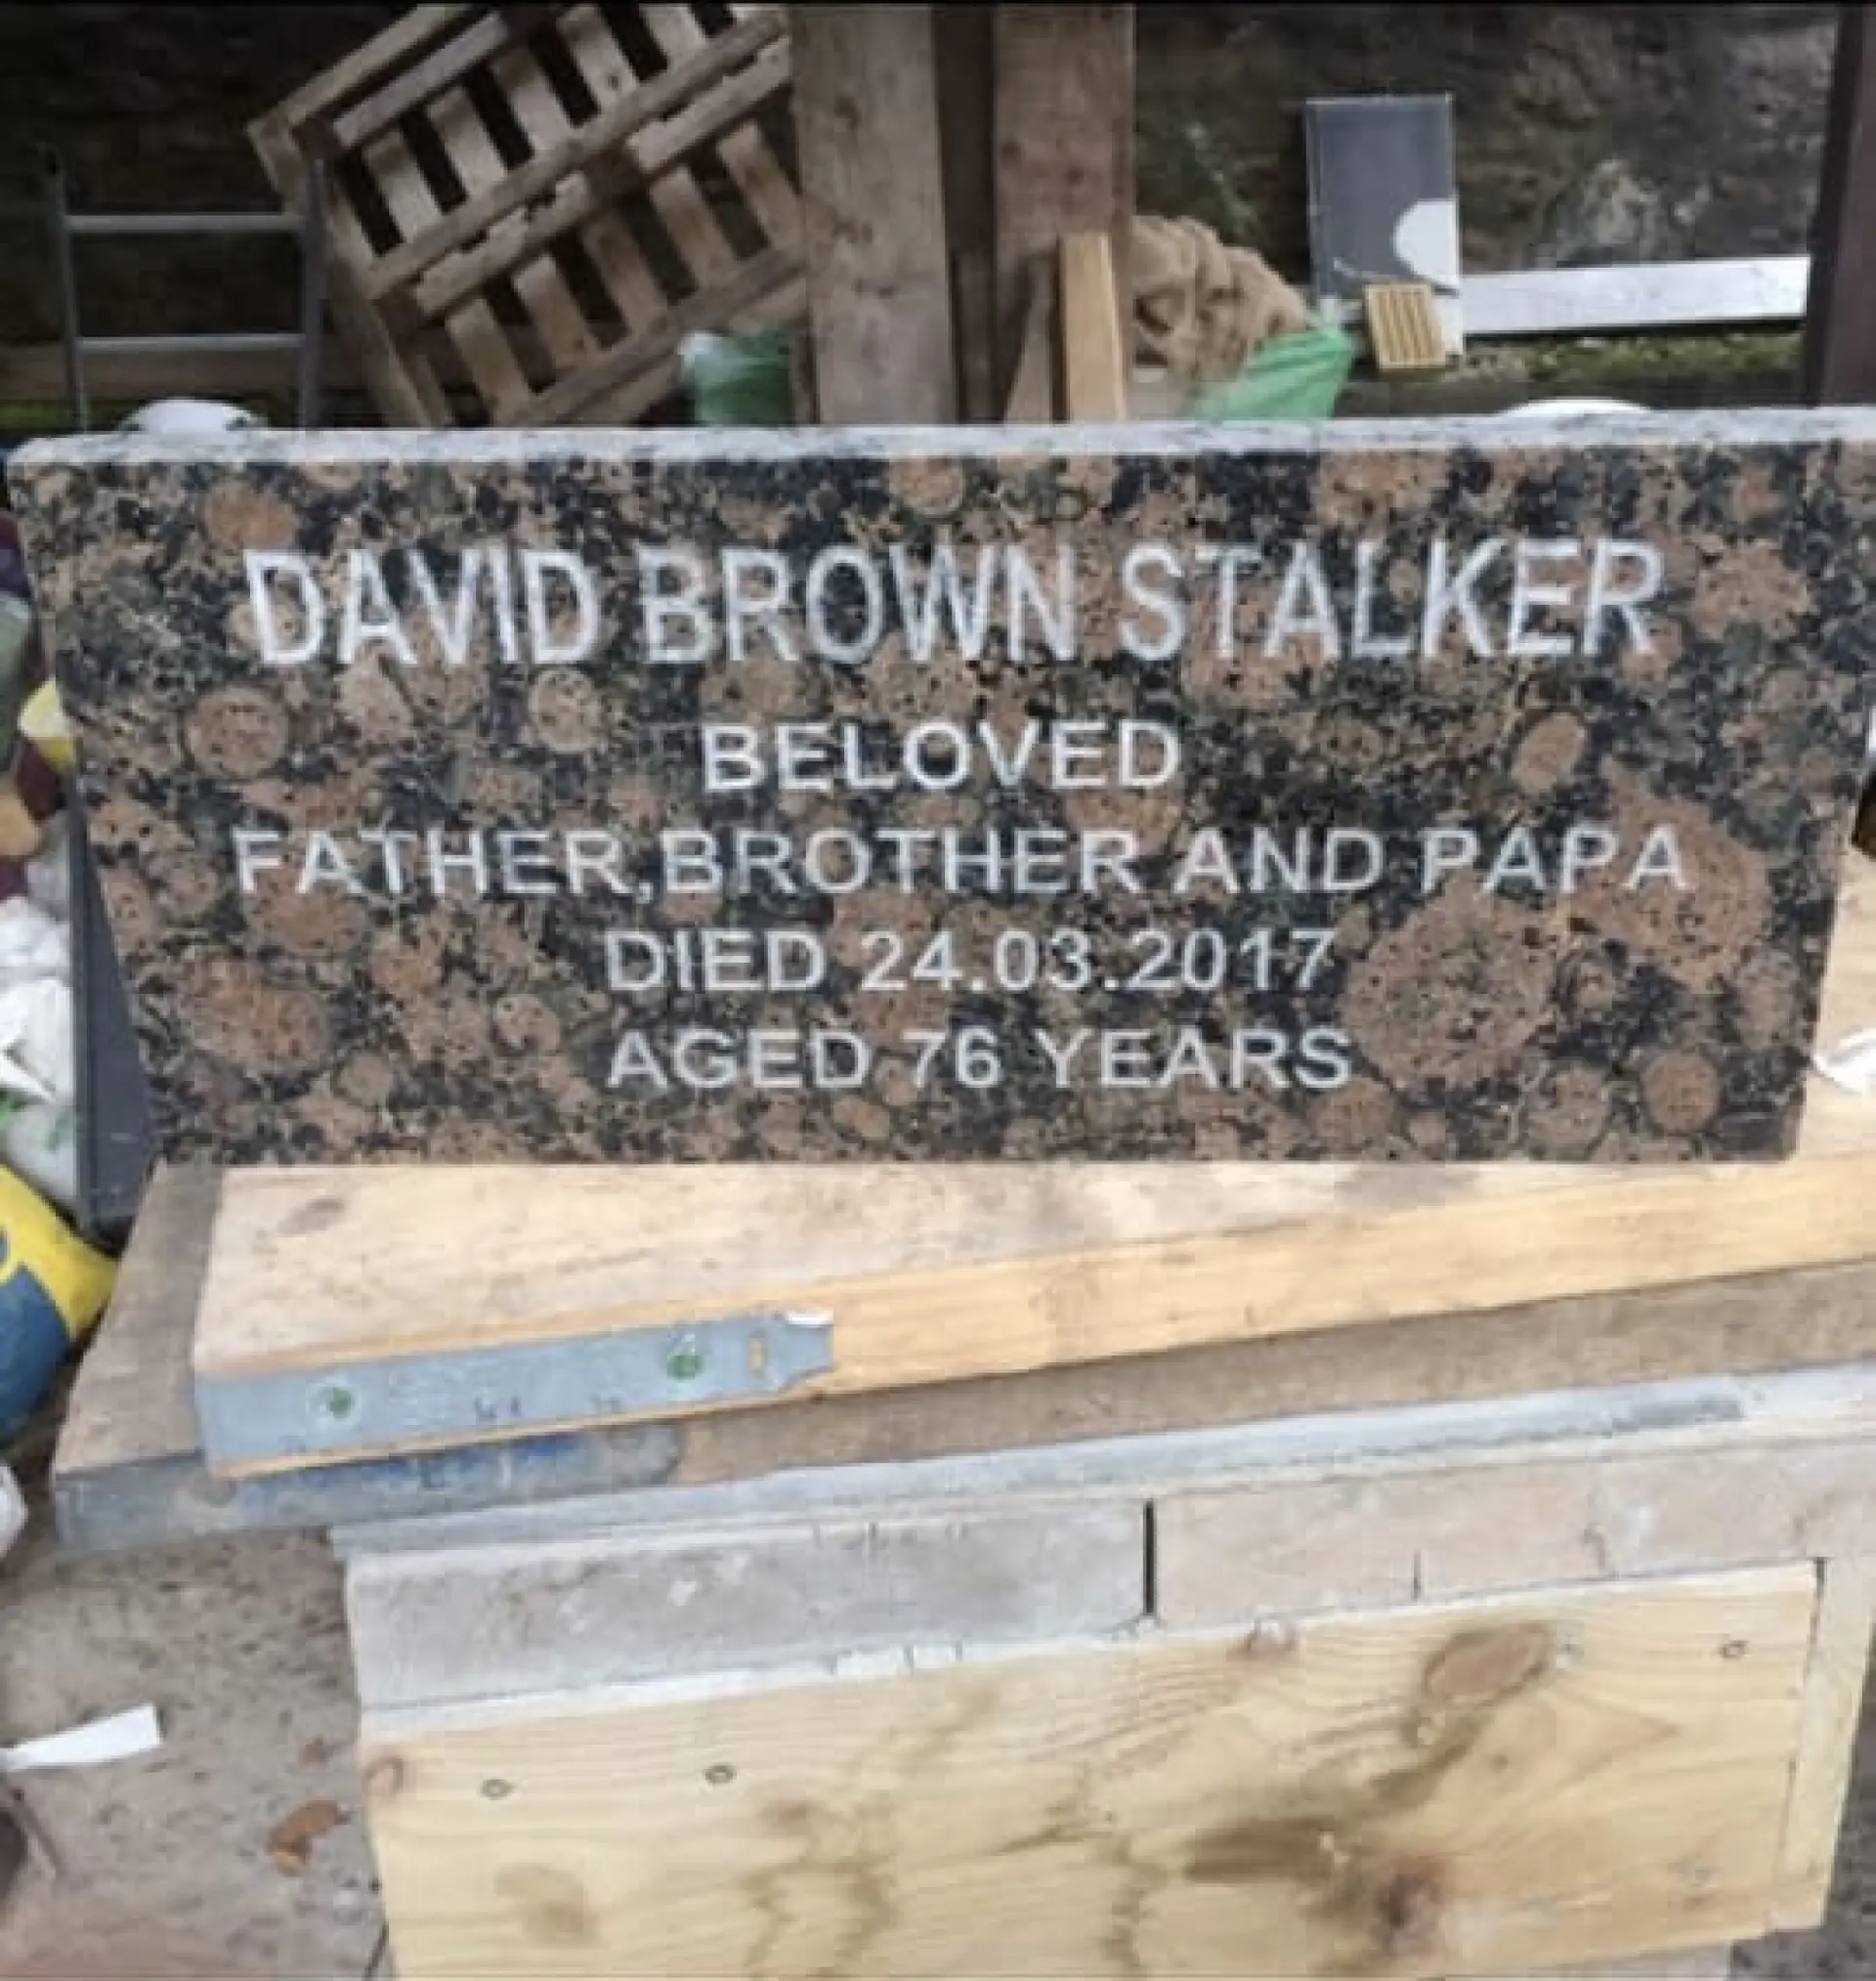 DAVID BROWN STALKER
BELOVED
FATHER,BROTHER AND PAPA
DIED 24.03.2017
AGED 76 YEARS